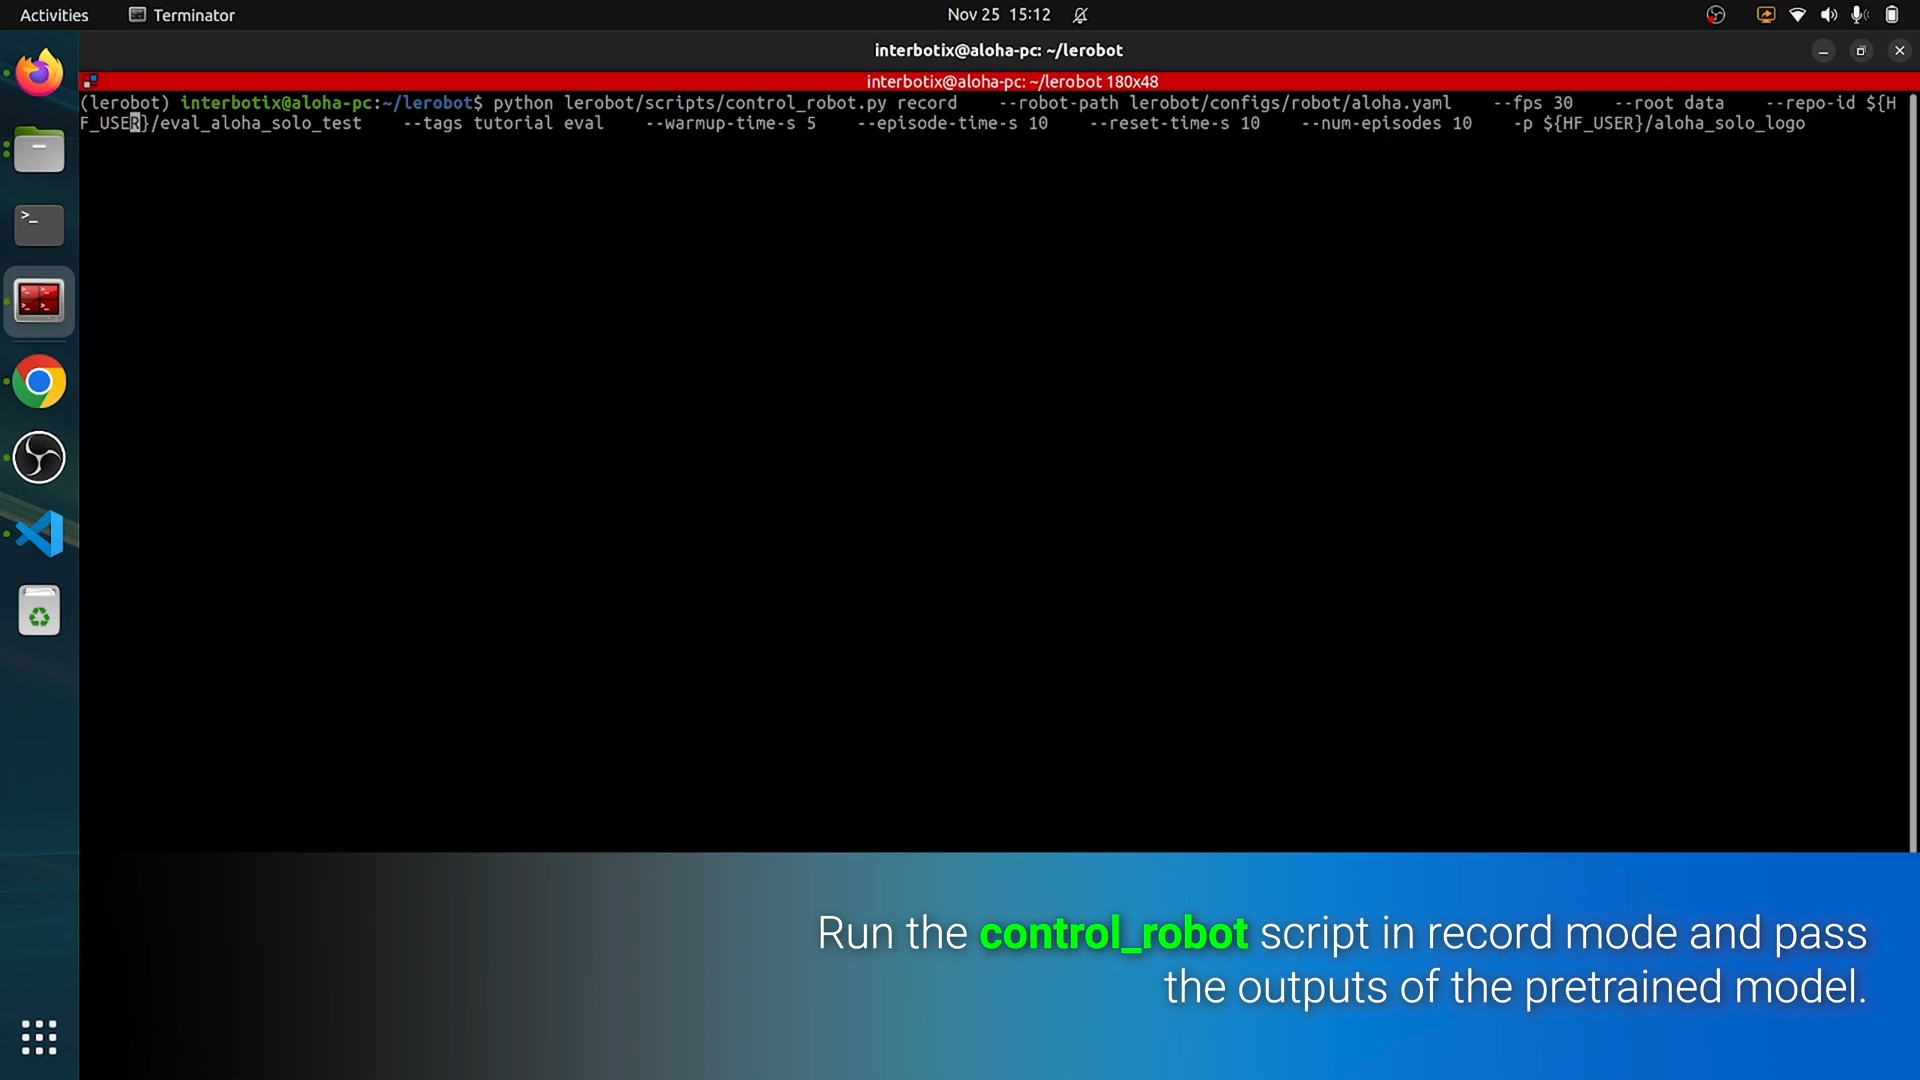 Activities Terminator Nov 25 15:12
interbotix@aloha-pc: ~/lerobot
interbotix@aloha-pc: ~/lerobot 180x48
(lerobot) interbotix@aloha-pc:~/lerobot$ python lerobot/scripts/control_robot.py record    --robot-path lerobot/configs/robot/aloha.yaml    --fps 30    --root data    --repo-id ${H
F_USER}/eval_aloha_solo_test    --tags tutorial eval    --warmup-time-s 5    --episode-time-s 10    --reset-time-s 10    --num-episodes 10    -p ${HF_USER}/aloha_solo_logo
Run the control_robot script in record mode and pass
the outputs of the pretrained model.